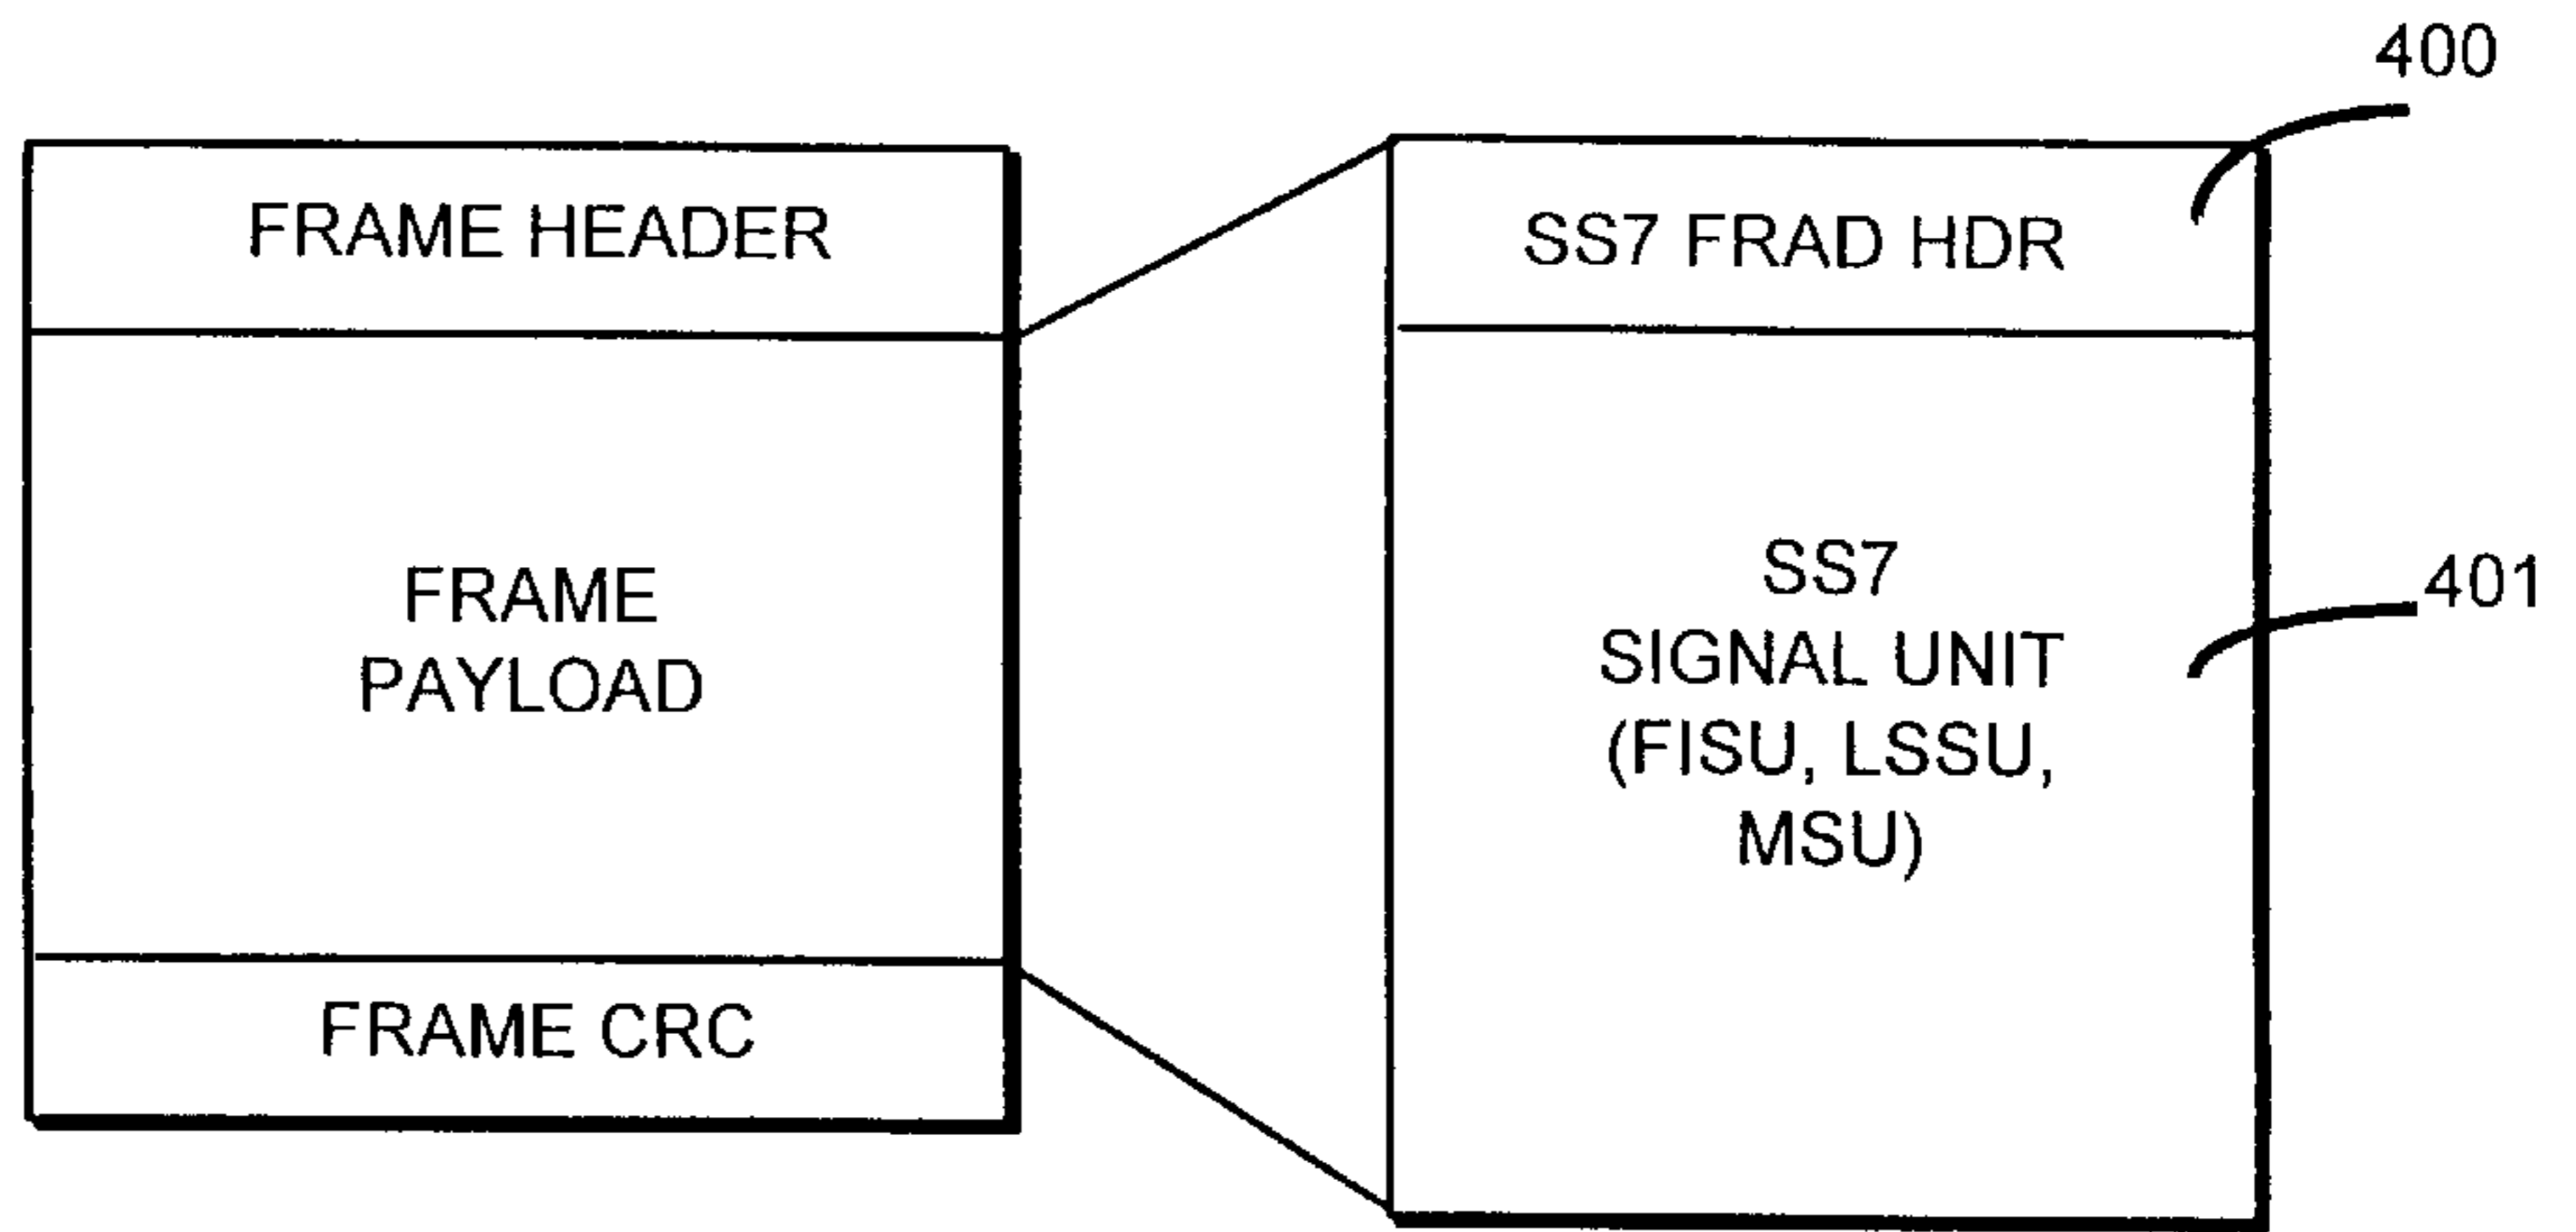 FRAME HEADER
FRAME
PAYLOAD
FRAME CRC
400
SS7 FRAD HDR
SS7
SIGNAL UNIT
(FISU, LSSU,
MSU)
401